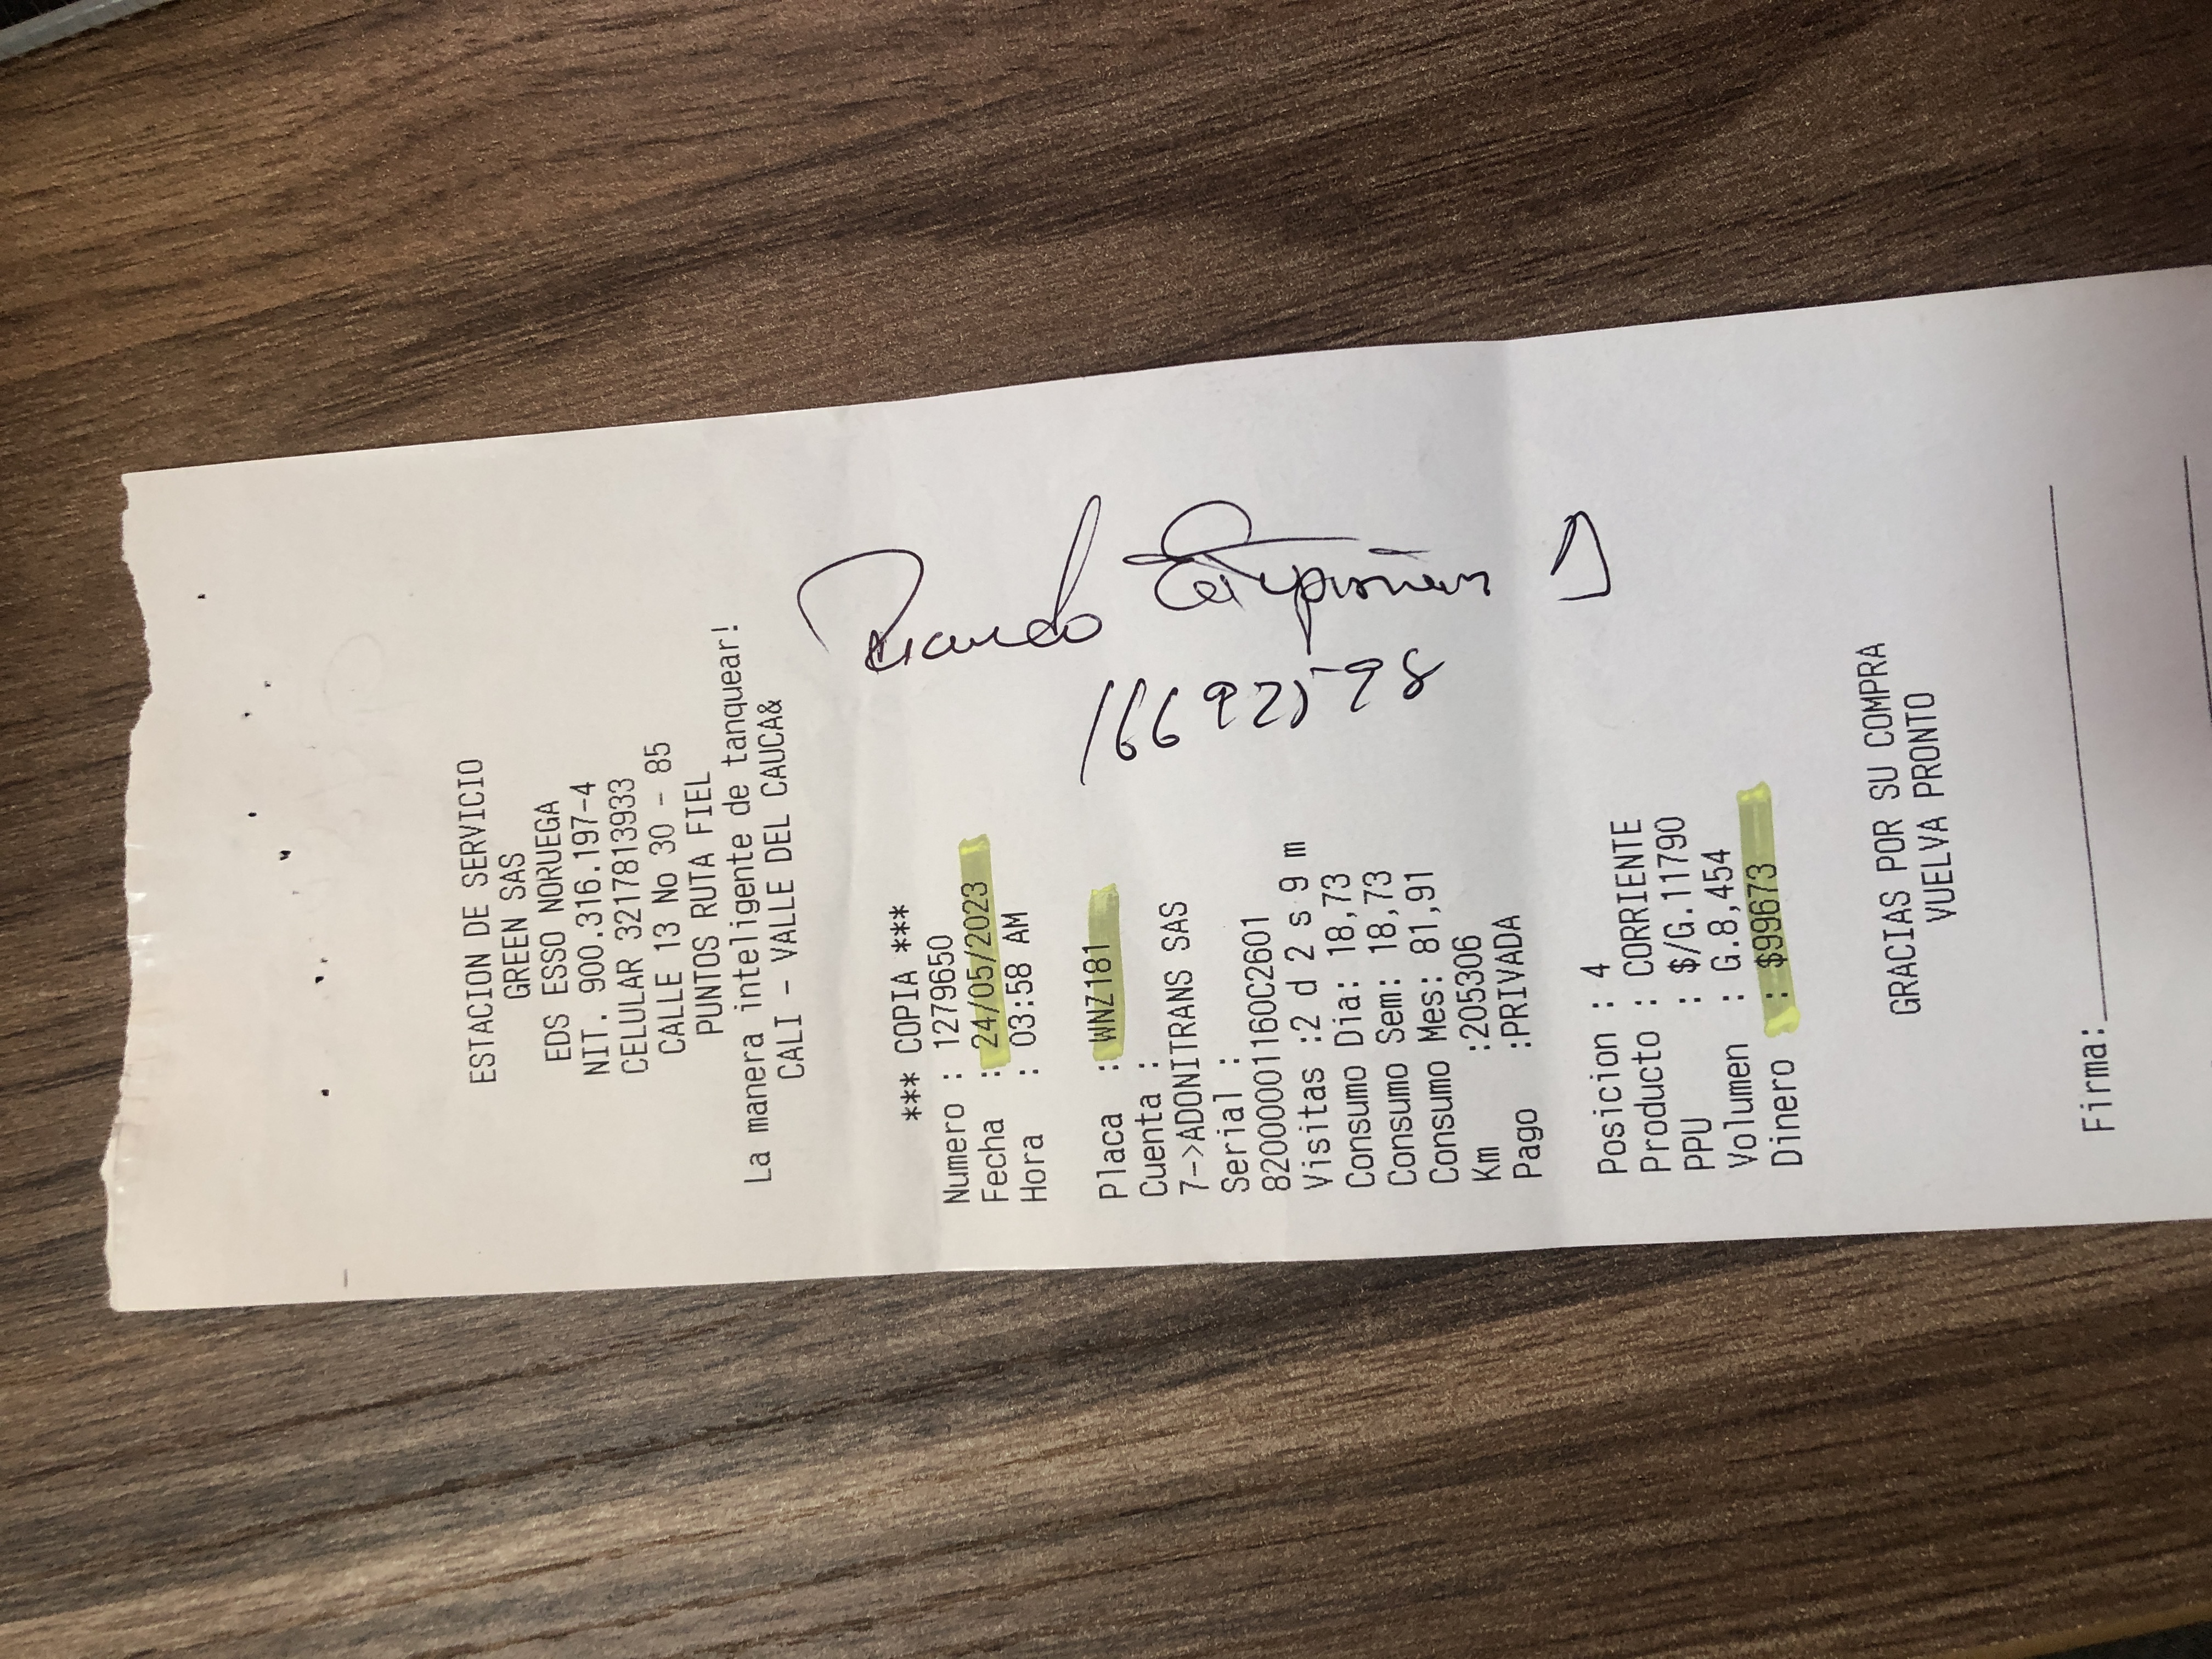 ESTACION DE SERVICIO
GREEN SAS
EDS ESSO NORUEGA
NIT. 900.316.197-4
CELULAR 3217813933
CALLE 13 No 30 - 85
PUNTOS RUTA FIEL
La manera inteligente de tanquear!
CALI - VALLE DEL CAUCA&
*** COPIA ***
Numero : 1279650
Fecha : 24/05/2023
Hora : 03:58 AM
Placa : WNZ181
Cuenta :
7->ADONITRANS SAS
Serial :
820000011160C2601
Visitas :2 d 2 s 9 m
Consumo Dia: 18,73
Consumo Sem: 18,73
Consumo Mes: 81,91
Km :205306
Pago :PRIVADA
Ricardo
16692598
Posicion : 4
Producto : CORRIENTE
PPU : $/G.11790
Volumen : G.8,454
Dinero : $99673
GRACIAS POR SU COMPRA
VUELVA PRONTO
Firma: